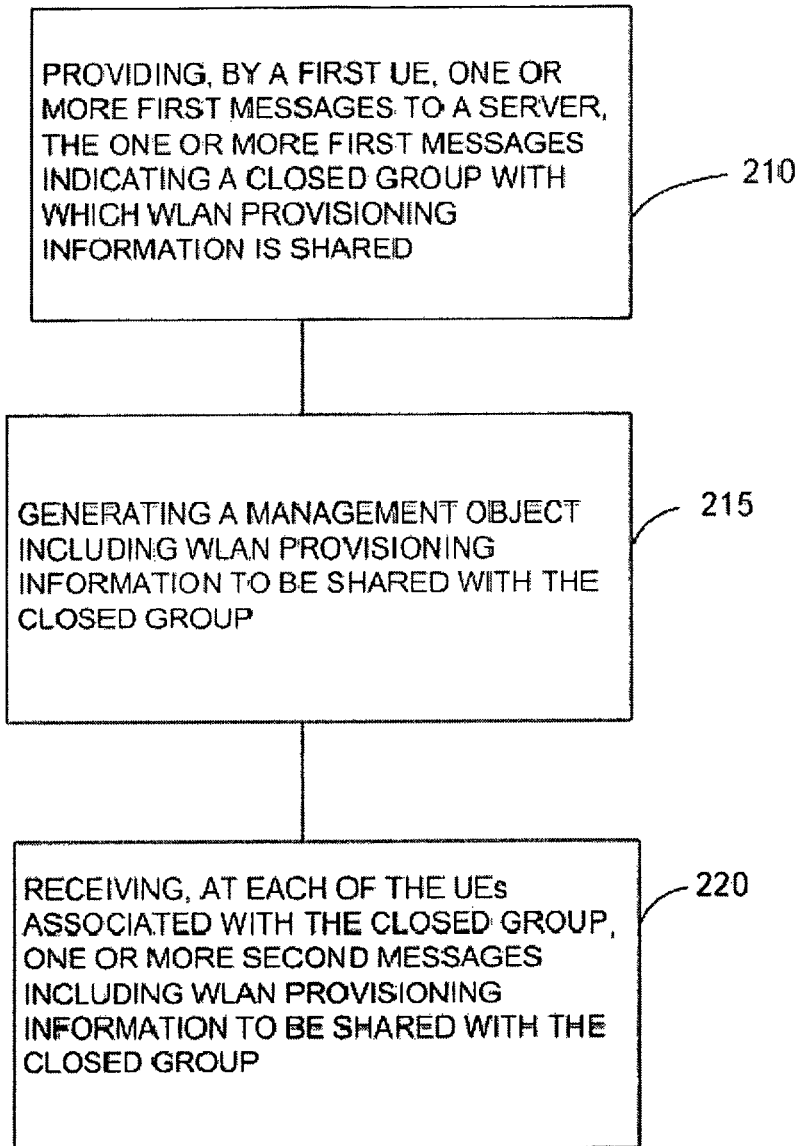 PROVIDING, BY A FIRST UE, ONE OR
MORE FIRST MESSAGES TO A SERVER,
THE ONE OR MORE FIRST MESSAGES
INDICATING A CLOSED GROUP WITH
WHICH WLAN PROVISIONING
INFORMATION IS SHARED
210
GENERATING A MANAGEMENT OBJECT
INCLUDING WLAN PROVISIONING
INFORMATION TO BE SHARED WITH THE
CLOSED GROUP
215
RECEIVING, AT EACH OF THE UEs
ASSOCIATED WITH THE CLOSED GROUP,
ONE OR MORE SECOND MESSAGES
INCLUDING WLAN PROVISIONING
INFORMATION TO BE SHARED WITH THE
CLOSED GROUP
220